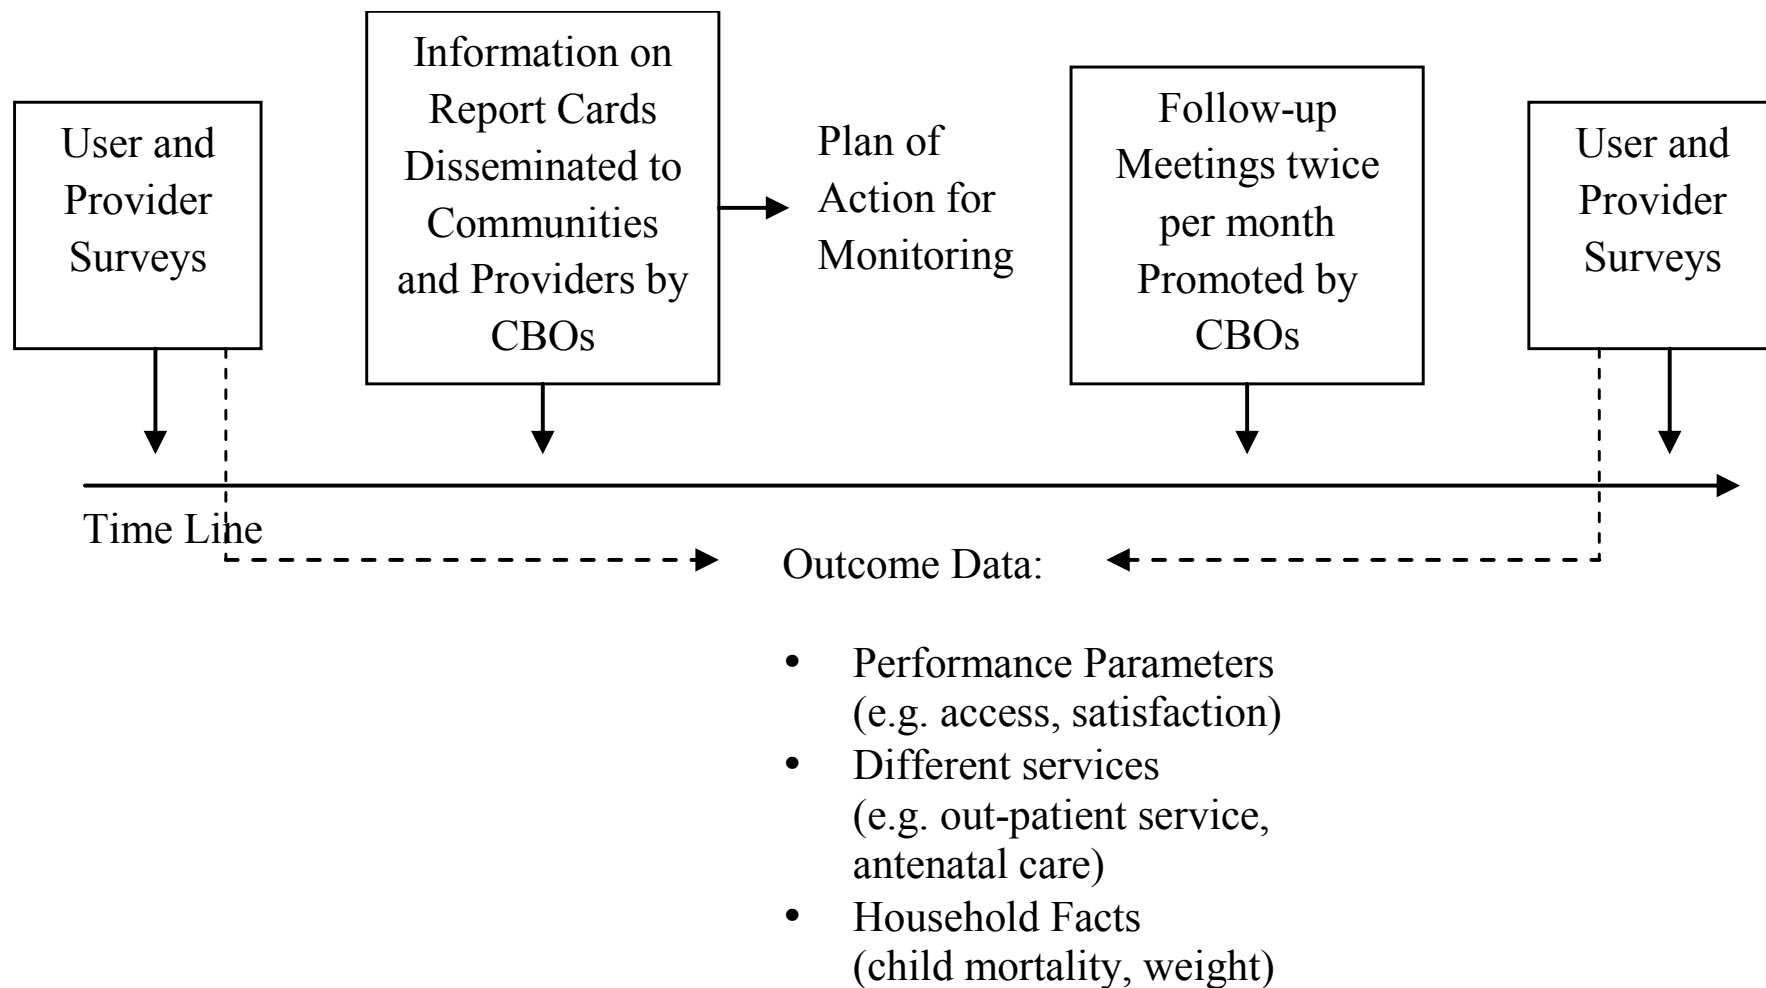 User and
Provider
Surveys
Information on
Report Cards
Disseminated to
Communities
and Providers by
CBOs
Plan of
Action for
Monitoring
Follow-up
Meetings twice
per month
Promoted by
CBOs
User and
Provider
Surveys
Time Line
Outcome Data:
• Performance Parameters
(e.g. access, satisfaction)
• Different services
(e.g. out-patient service,
antenatal care)
• Household Facts
(child mortality, weight)